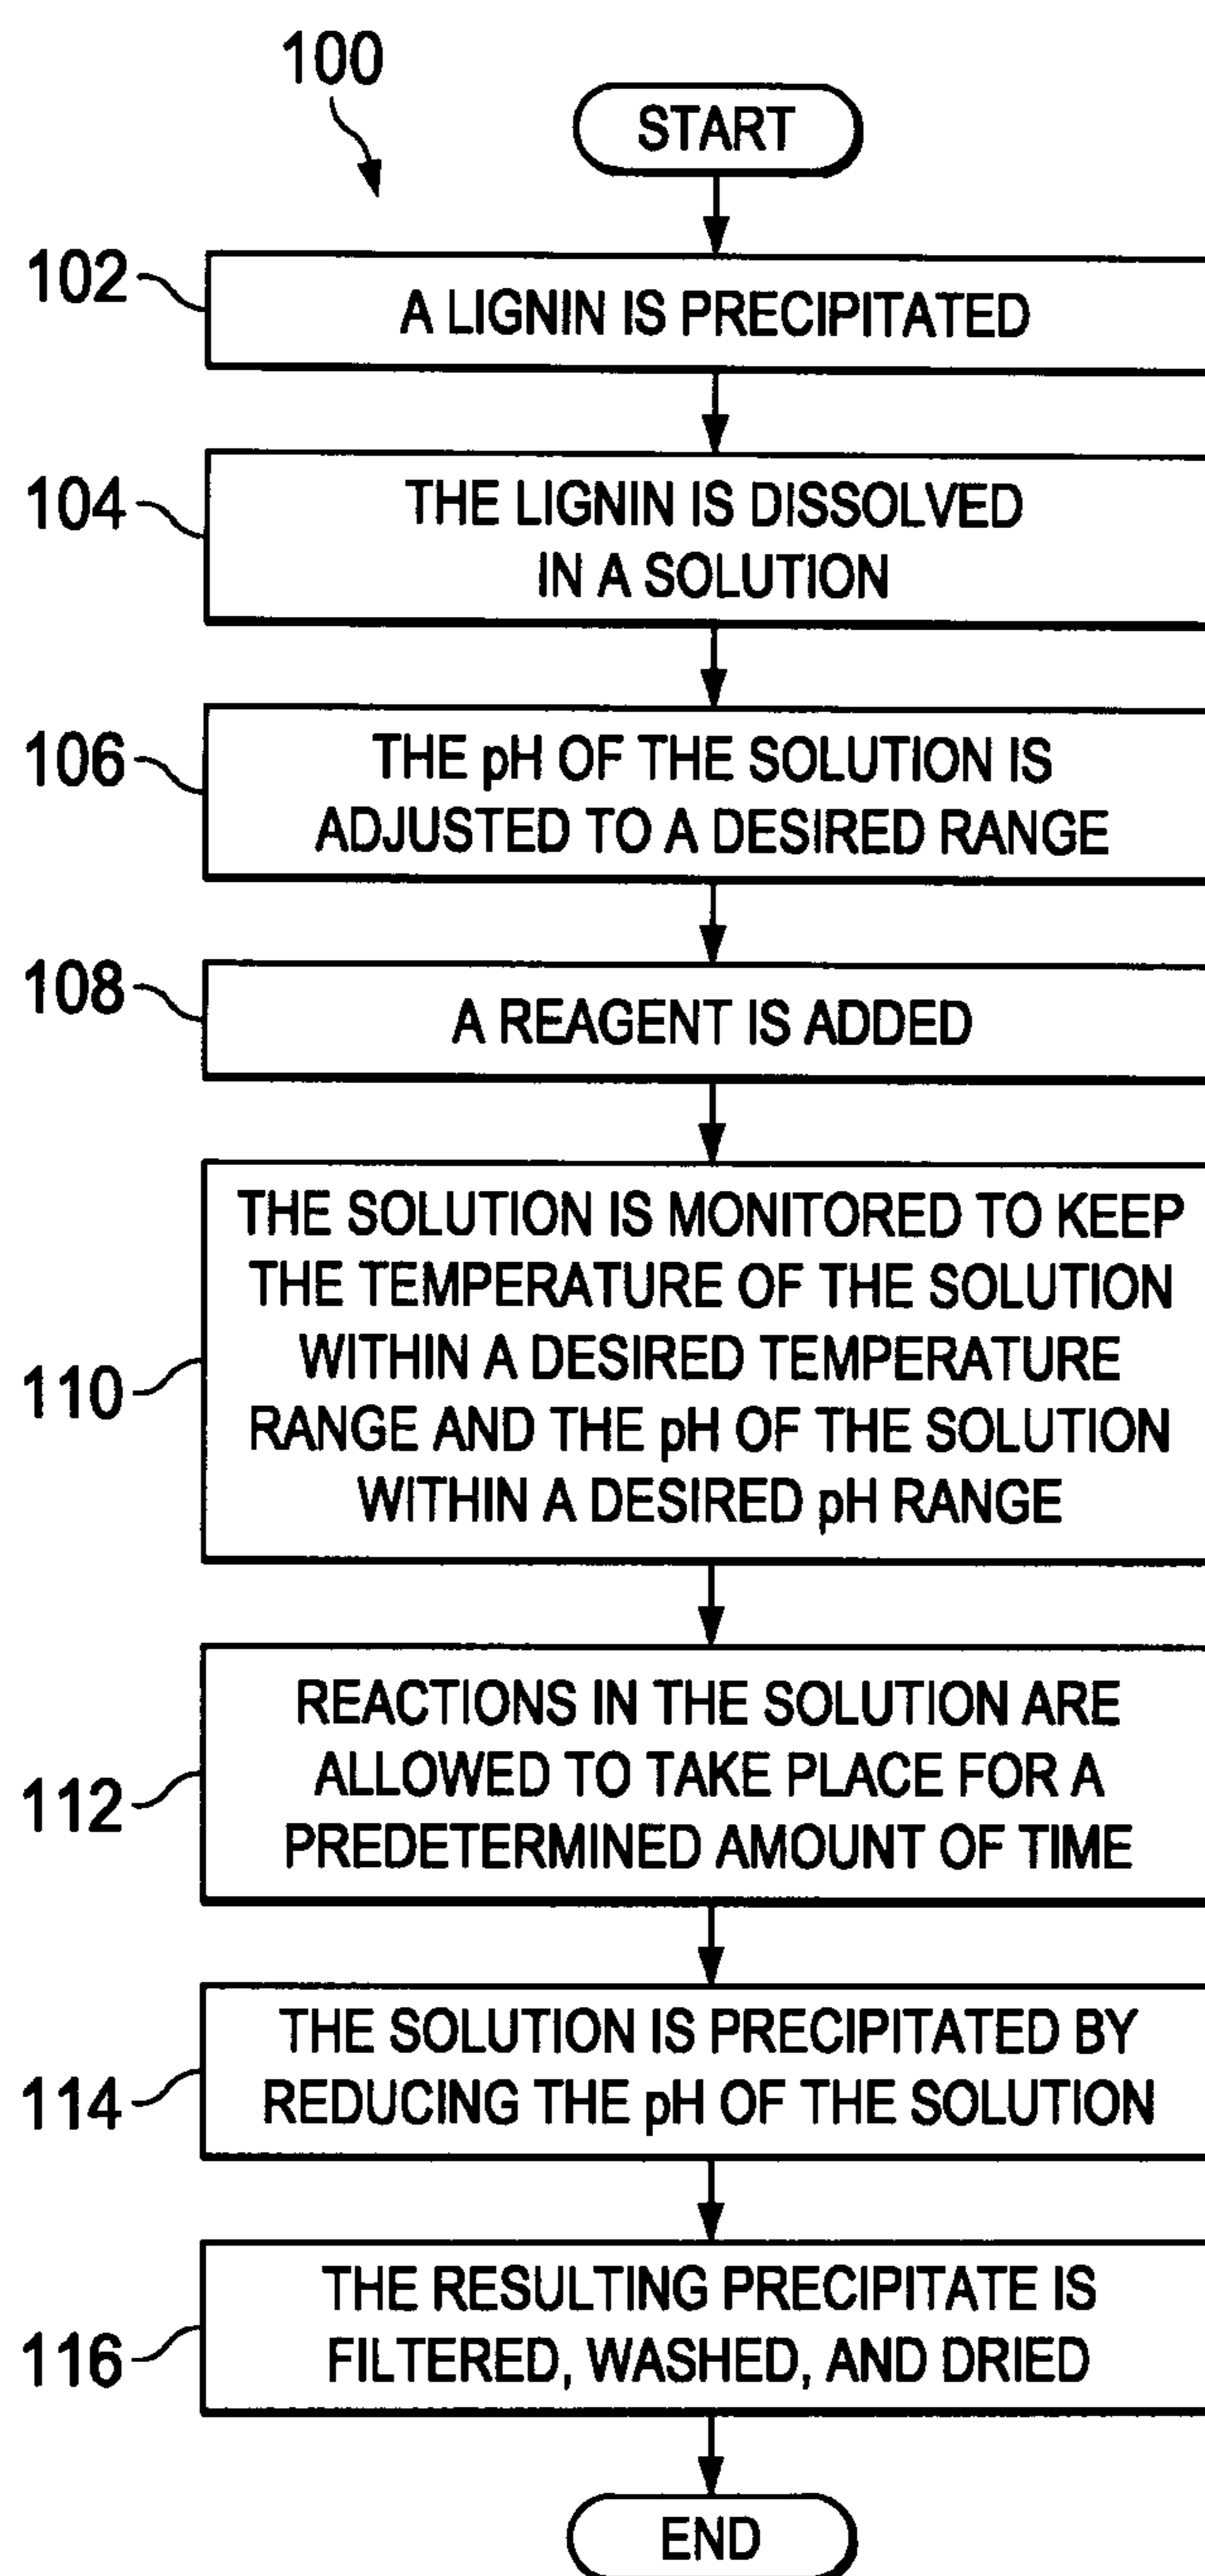 100
START
102
A LIGNIN IS PRECIPITATED
104
THE LIGNIN IS DISSOLVED
IN A SOLUTION
106
THE pH OF THE SOLUTION IS
ADJUSTED TO A DESIRED RANGE
108
A REAGENT IS ADDED
110
THE SOLUTION IS MONITORED TO KEEP
THE TEMPERATURE OF THE SOLUTION
WITHIN A DESIRED TEMPERATURE
RANGE AND THE pH OF THE SOLUTION
WITHIN A DESIRED pH RANGE
112
REACTIONS IN THE SOLUTION ARE
ALLOWED TO TAKE PLACE FOR A
PREDETERMINED AMOUNT OF TIME
114
THE SOLUTION IS PRECIPITATED BY
REDUCING THE pH OF THE SOLUTION
116
THE RESULTING PRECIPITATE IS
FILTERED, WASHED, AND DRIED
END